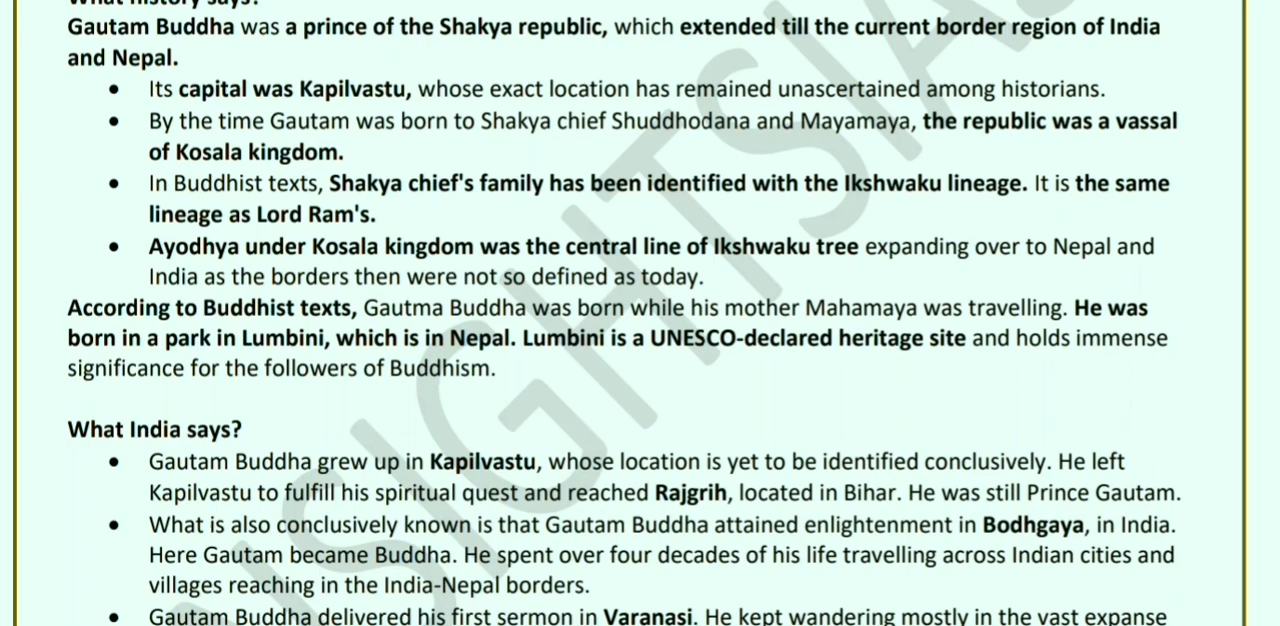 What history says?
Gautam Buddha was a prince of the Shakya republic, which extended till the current border region of India
and Nepal.
• Its capital was Kapilvastu, whose exact location has remained unascertained among historians.
• By the time Gautam was born to Shakya chief Shuddhodana and Mayamaya, the republic was a vassal
of Kosala kingdom.
• In Buddhist texts, Shakya chief's family has been identified with the Ikshwaku lineage. It is the same
lineage as Lord Ram's.
• Ayodhya under Kosala kingdom was the central line of Ikshwaku tree expanding over to Nepal and
India as the borders then were not so defined as today.
According to Buddhist texts, Gautma Buddha was born while his mother Mahamaya was travelling. He was
born in a park in Lumbini, which is in Nepal. Lumbini is a UNESCO-declared heritage site and holds immense
significance for the followers of Buddhism.
What India says?
• Gautam Buddha grew up in Kapilvastu, whose location is yet to be identified conclusively. He left
Kapilvastu to fulfill his spiritual quest and reached Rajgrih, located in Bihar. He was still Prince Gautam.
• What is also conclusively known is that Gautam Buddha attained enlightenment in Bodhgaya, in India.
Here Gautam became Buddha. He spent over four decades of his life travelling across Indian cities and
villages reaching in the India-Nepal borders.
• Gautam Buddha delivered his first sermon in Varanasi. He kept wandering mostly in the vast expanse
NSIGHTSIAS